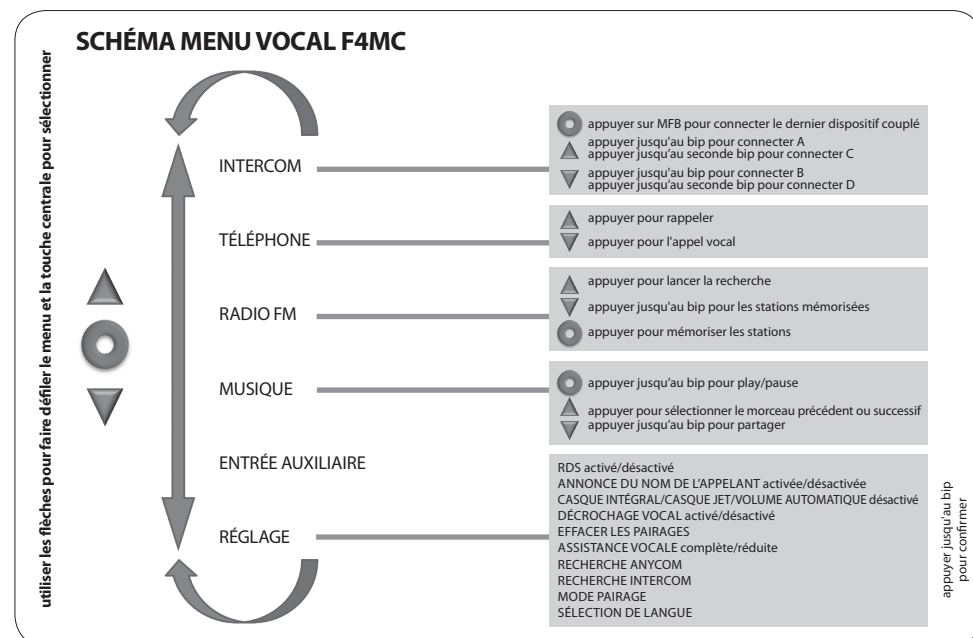 SCHÉMA MENU VOCAL F4MC
utiliser les flèches pour faire défiler le menu et la touche centrale pour sélectionner
INTERCOM
appuyer sur MFB pour connecter le dernier dispositif couplé
appuyer jusqu'au bip pour connecter A
appuyer jusqu'au seconde bip pour connecter C
appuyer jusqu'au bip pour connecter B
appuyer jusqu'au seconde bip pour connecter D
TÉLÉPHONE
appuyer pour rappeler
appuyer pour l'appel vocal
RADIO FM
appuyer pour lancer la recherche
appuyer jusqu'au bip pour les stations mémorisées
appuyer pour mémoriser les stations
MUSIQUE
appuyer jusqu'au bip pour play/pause
appuyer pour sélectionner le morceau précédent ou successif
appuyer jusqu'au bip pour partager
ENTRÉE AUXILIAIRE
RÉGLAGE
RDS activé/désactivé
ANNONCE DU NOM DE L'APPELANT activée/désactivée
CASQUE INTÉGRAL/CASQUE JET/VOLUME AUTOMATIQUE désactivé
DÉCROCHAGE VOCAL activé/désactivé
EFFACER LES PAIRAGES
ASSISTANCE VOCALE complète/réduite
RECHERCHE ANYCOM
RECHERCHE INTERCOM
MODE PAIRAGE
SÉLECTION DE LANGUE
appuyer jusqu'au bip
pour confirmer